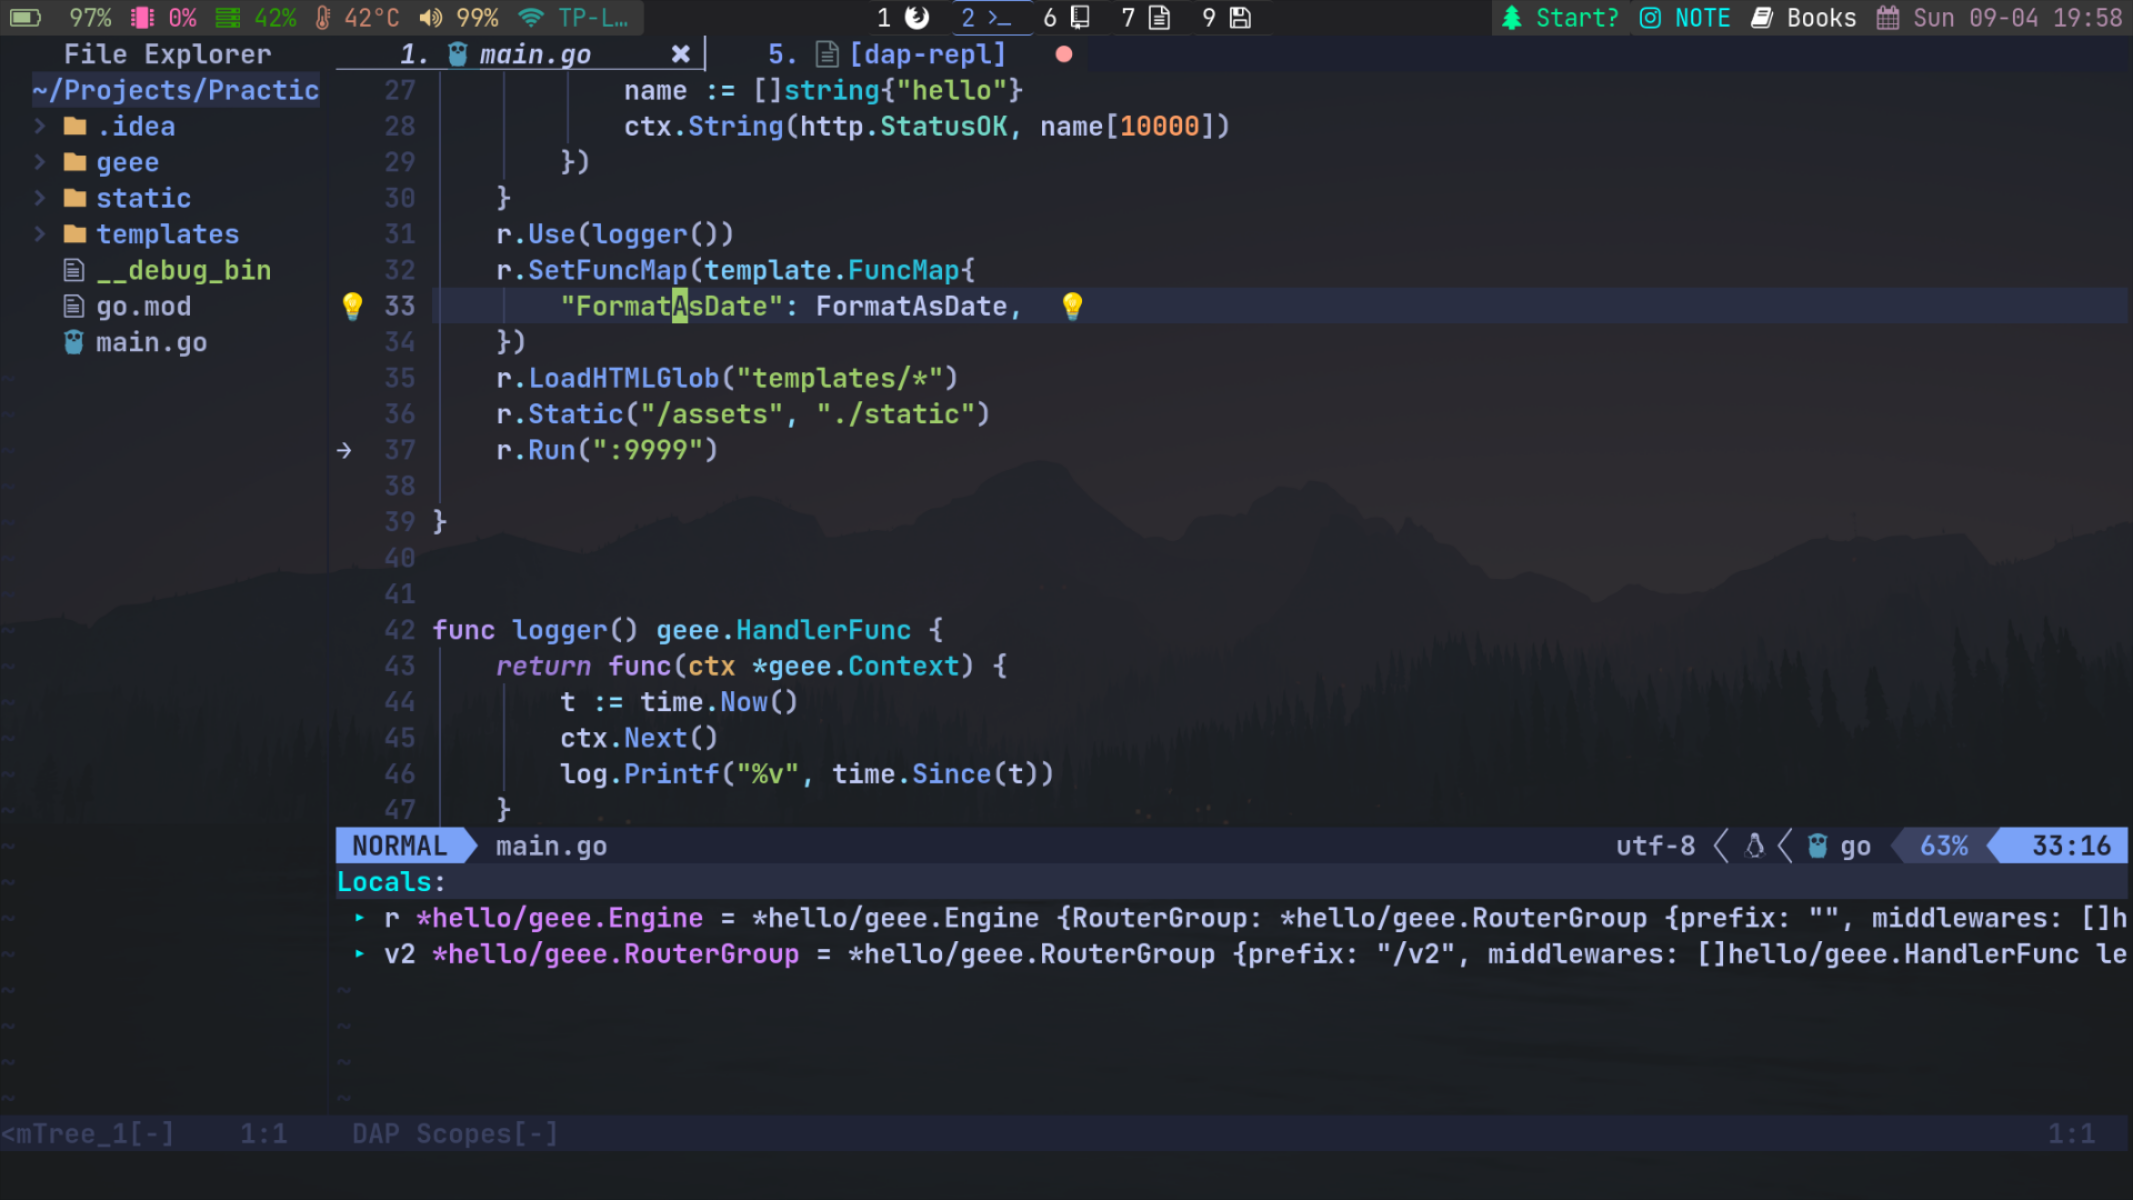 97% 0% 42% 42°C 99% TP-L… 1 2 6 7 9 Start? NOTE Books Sun 09-04 19:58
File Explorer
~/Projects/Practic
.idea
geee
static
templates
__debug_bin
go.mod
main.go
1. main.go ✖ 5. [dap-repl]
27 name := []string{"hello"}
28 ctx.String(http.StatusOK, name[10000])
29 })
30 }
31 r.Use(logger())
32 r.SetFuncMap(template.FuncMap{
33 "FormatAsDate": FormatAsDate,
34 })
35 r.LoadHTMLGlob("templates/*")
36 r.Static("/assets", "./static")
→ 37 r.Run(":9999")
38
39 }
40
41
42 func logger() geee.HandlerFunc {
43 return func(ctx *geee.Context) {
44 t := time.Now()
45 ctx.Next()
46 log.Printf("%v", time.Since(t))
47 }
NORMAL main.go utf-8 go 63% 33:16
Locals:
r *hello/geee.Engine = *hello/geee.Engine {RouterGroup: *hello/geee.RouterGroup {prefix: "", middlewares: []h
v2 *hello/geee.RouterGroup = *hello/geee.RouterGroup {prefix: "/v2", middlewares: []hello/geee.HandlerFunc le
<mTree_1[-] 1:1 DAP Scopes[-] 1:1